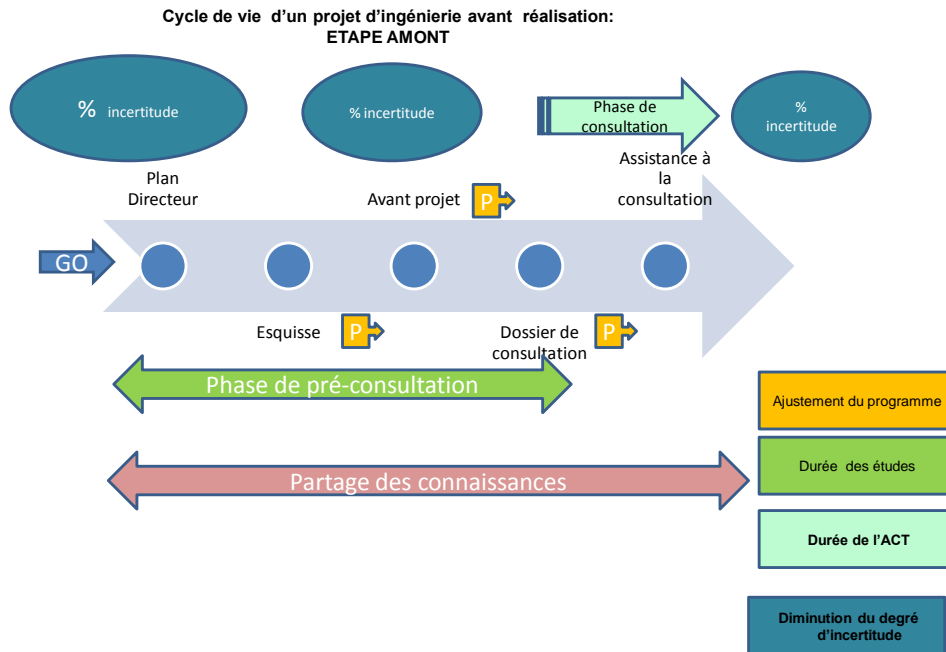 Cycle de vie d'un projet d'ingénierie avant réalisation:
ETAPE AMONT
% incertitude
% incertitude
Phase de
consultation
%
incertitude
Plan
Directeur
Avant projet
P
Assistance à
la
consultation
GO
Esquisse
P
Dossier de
consultation
P
Phase de pré-consultation
Partage des connaissances
Ajustement du programme
Durée des études
Durée de l'ACT
Diminution du degré
d'incertitude